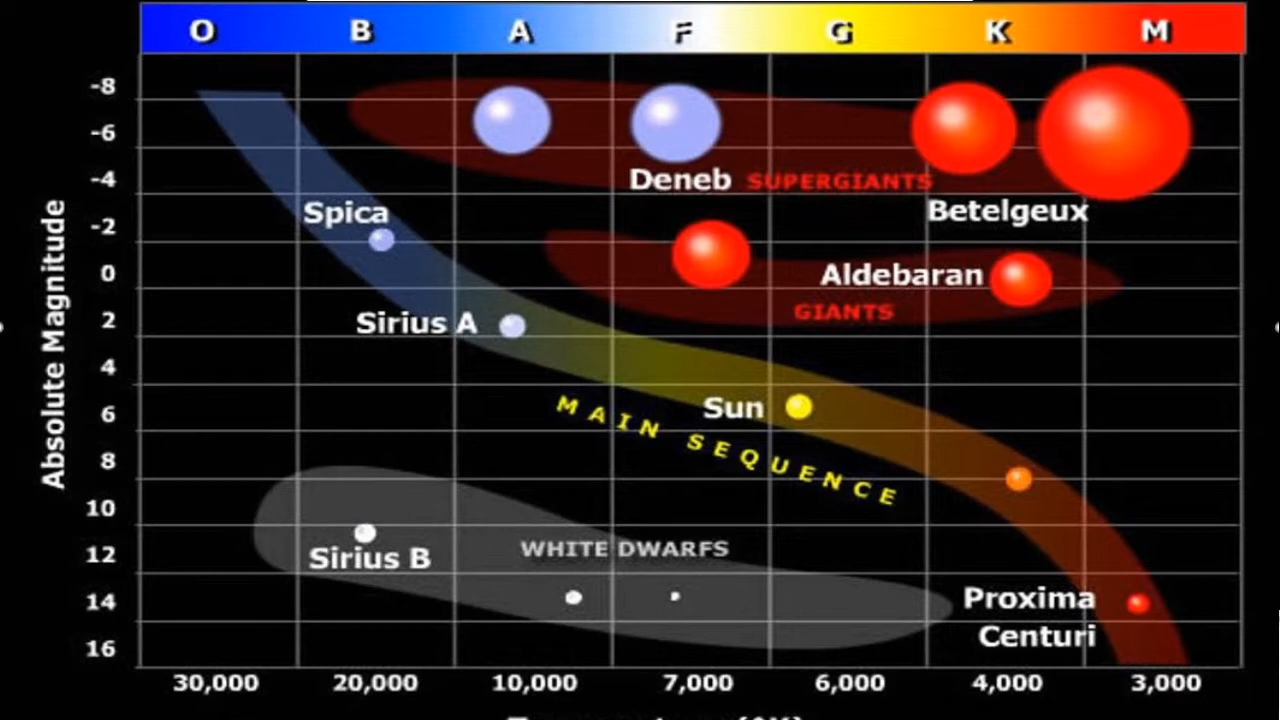 O B A F G K M
-8
-6
-4
-2
0
2
4
6
8
10
12
14
16
Absolute Magnitude
Deneb
SUPERGIANTS
Betelgeux
Spica
Aldebaran
GIANTS
Sirius A
Sun
MAIN SEQUENCE
Sirius B
WHITE DWARFS
Proxima
Centuri
30,000 20,000 10,000 7,000 6,000 4,000 3,000